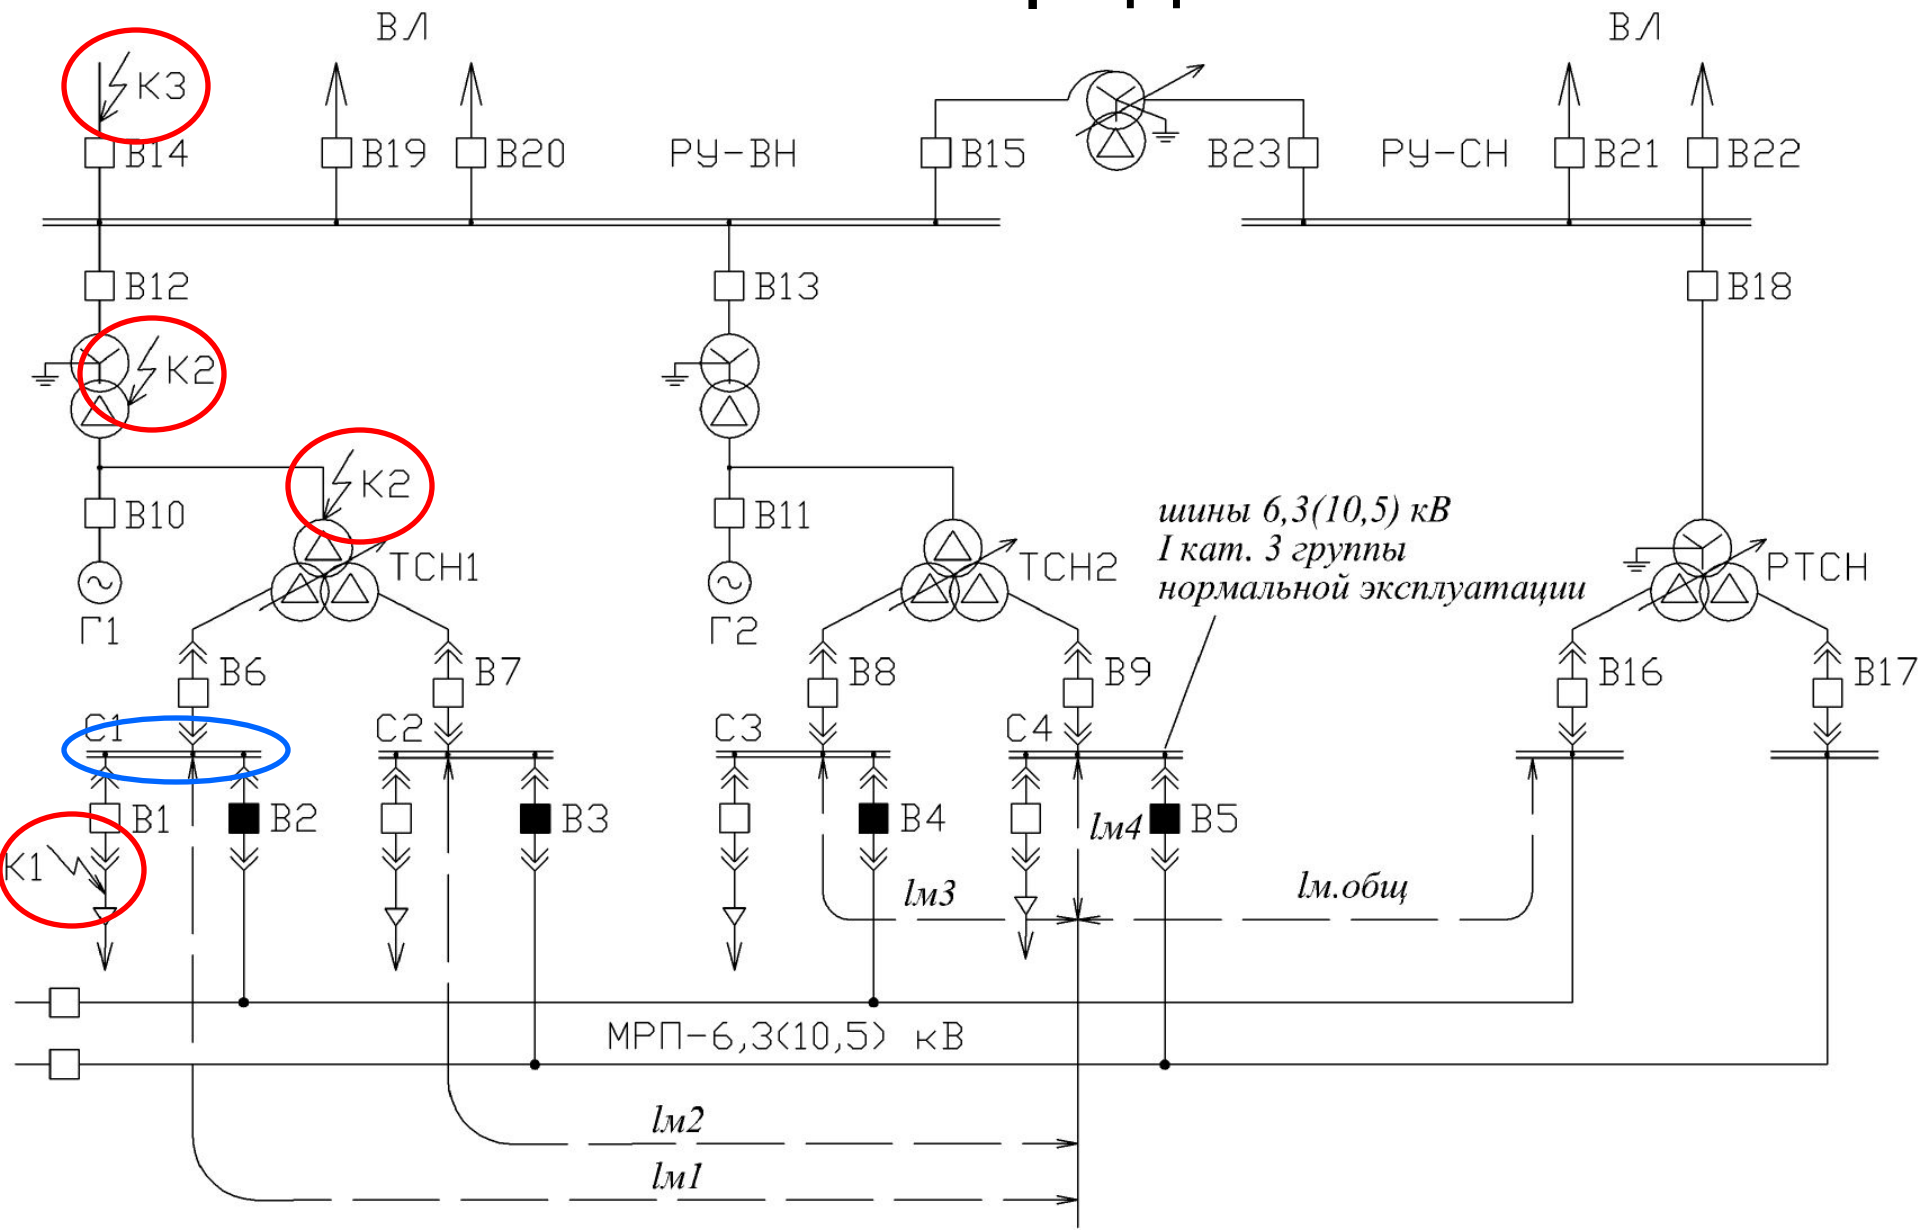 ВЛ
ВЛ
К3
В14
В19
В20
РУ-ВН
В15
В23
РУ-СН
В21
В22
В12
В13
В18
К2
К2
В10
В11
шины 6,3(10,5) кВ
I кат. 3 группы
нормальной эксплуатации
ТСН1
ТСН2
РТСН
Г1
Г2
В6
В7
В8
В9
В16
В17
С1
С2
С3
С4
В1
В2
В3
В4
lм4
В5
К1
lм3
lм.общ
МРП-6,3(10,5) кВ
lм2
lм1